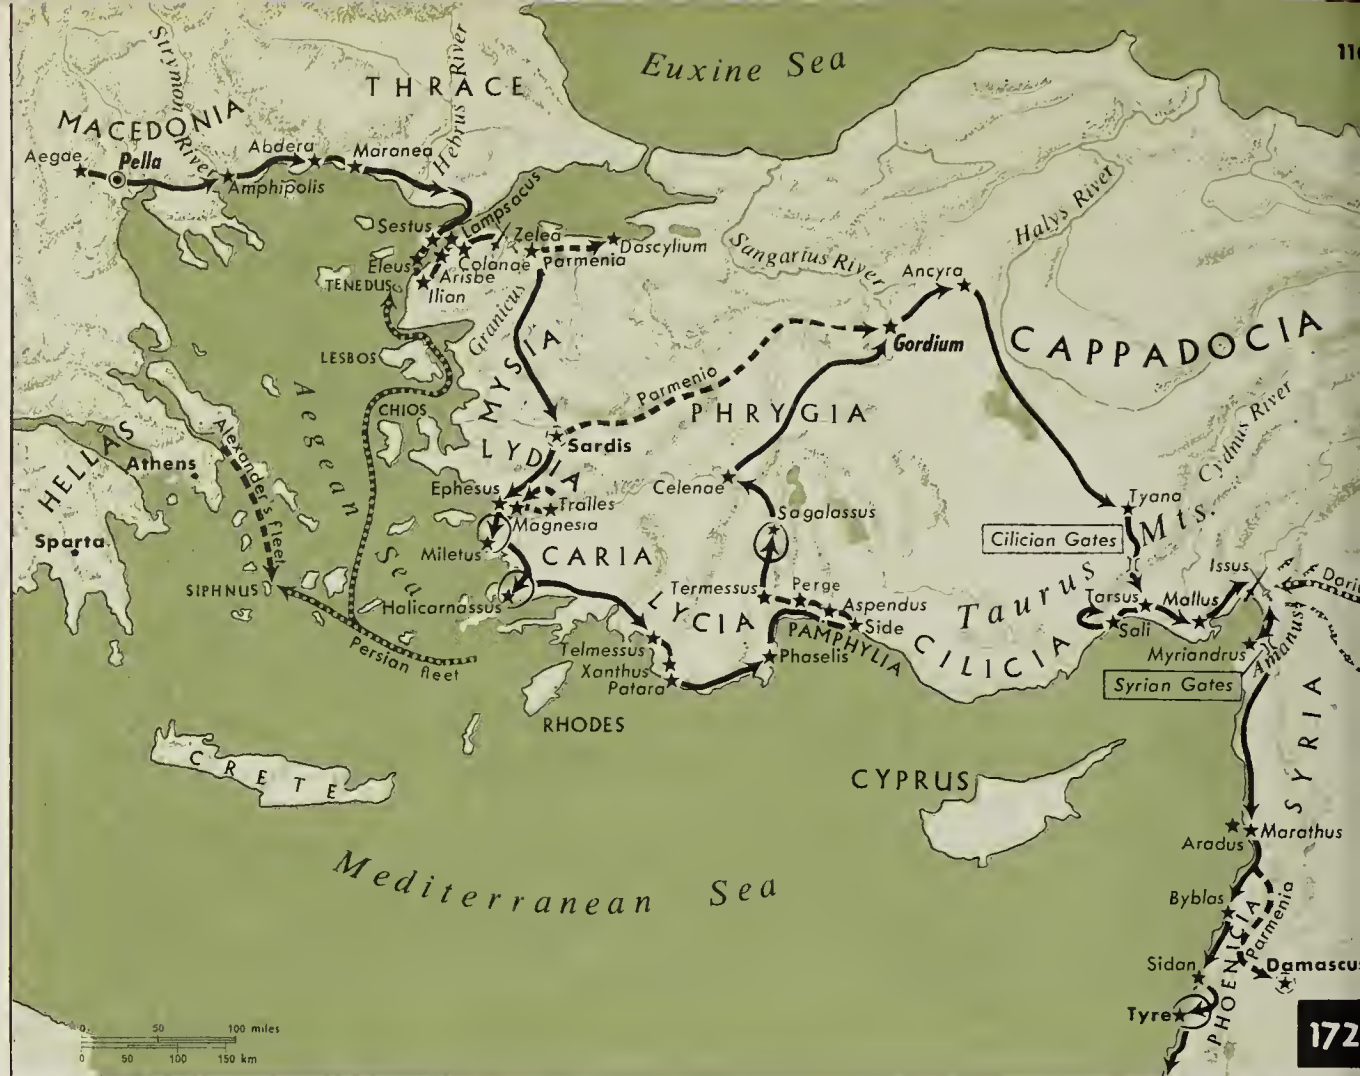 Euxine Sea
116
Strymon River
Hebrus River
THRACE
MACEDONIA
Aegae
Pella
Abdera
Maronea
Amphipolis
Sestus
Lampsacus
Zelea
Dascylium
Parmenio
Eleus
Colonae
Arisbe
Ilion
TENEDUS
Granicus
Sangarius River
Halys River
Ancyra
Gordium
CAPPADOCIA
LESBOS
MYSIA
Parmenio
PHRYGIA
Aegean Sea
CHIOS
Sardis
LYDIA
HELLAS
Athens
Alexander's fleet
Sparta
Ephesus
Tralles
Magnesia
Celenae
Sagalassus
Cydnus River
Tyana
Cilician Gates
Taurus Mts.
Miletus
CARIA
SIPHNUS
Halicarnassus
Termessus
Perge
Aspendus
Side
LYCIA
PAMPHYLIA
CILICIA
Tarsus
Mallus
Issus
Soli
Persian fleet
Telmessus
Xanthus
Patara
Phaselis
Myriandrus
Amanus
Syrian Gates
RHODES
CRETE
CYPRUS
SYRIA
Aradus
Marathus
Mediterranean Sea
Byblos
Parmenio
PHOENICIA
Sidon
Damascus
Tyre
0 50 100 miles
0 50 100 150 km
172